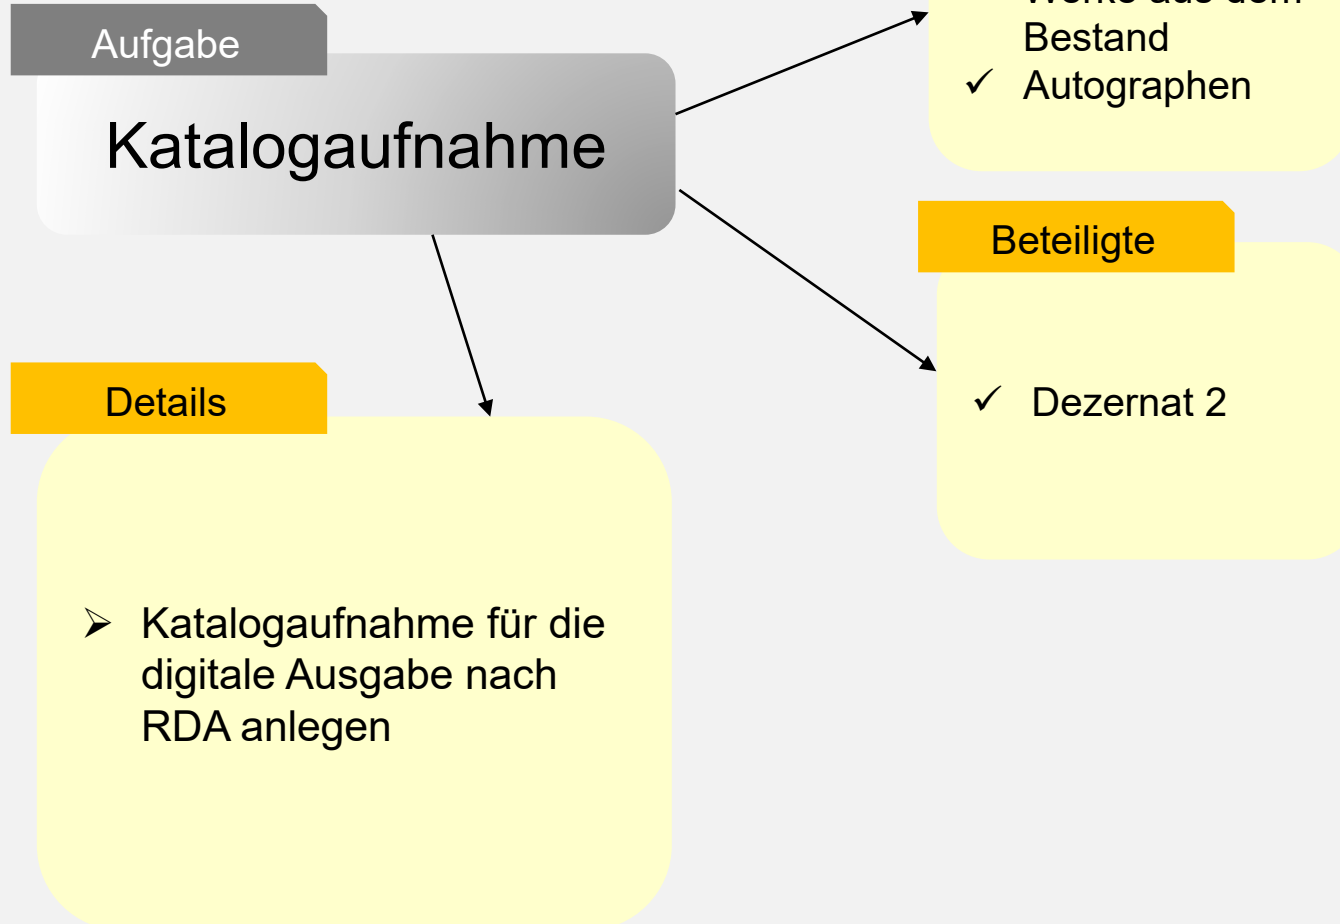 Aufgabe
Katalogaufnahme
Bestand
✓ Autographen
Beteiligte
✓ Dezernat 2
Details
➢ Katalogaufnahme für die
digitale Ausgabe nach
RDA anlegen